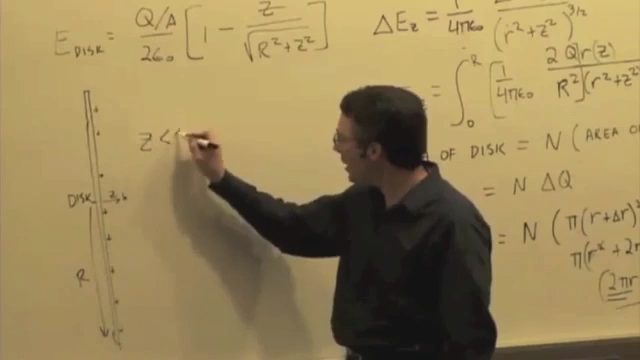 E_DISK = Q/A / 2ε₀ [ 1 - z / √(R²+z²) ]
z <
DISK
R
ΔE_z = 1/4πε₀ / (r²+z²)^3/2
= ∫₀^R ( 1/4πε₀ 2Q r(z) / R² (r²+z²)
OF DISK = N (AREA O
= N ΔQ
= N ( π(r+Δr)²
π(r²+2r
(2πr